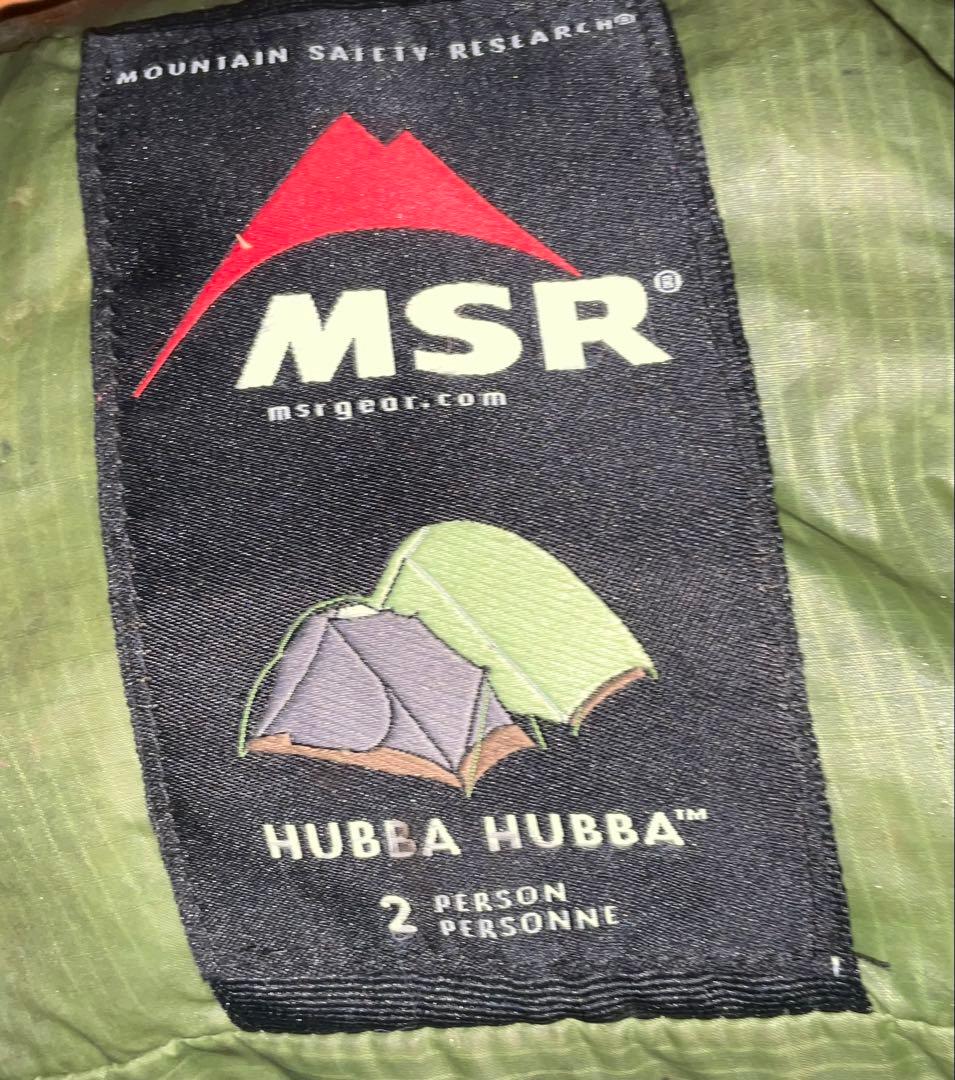 MOUNTAIN SAFETY RESEARCH®
MSR®
msrgear.com
HUBBA HUBBA™
2 PERSON
PERSONNE